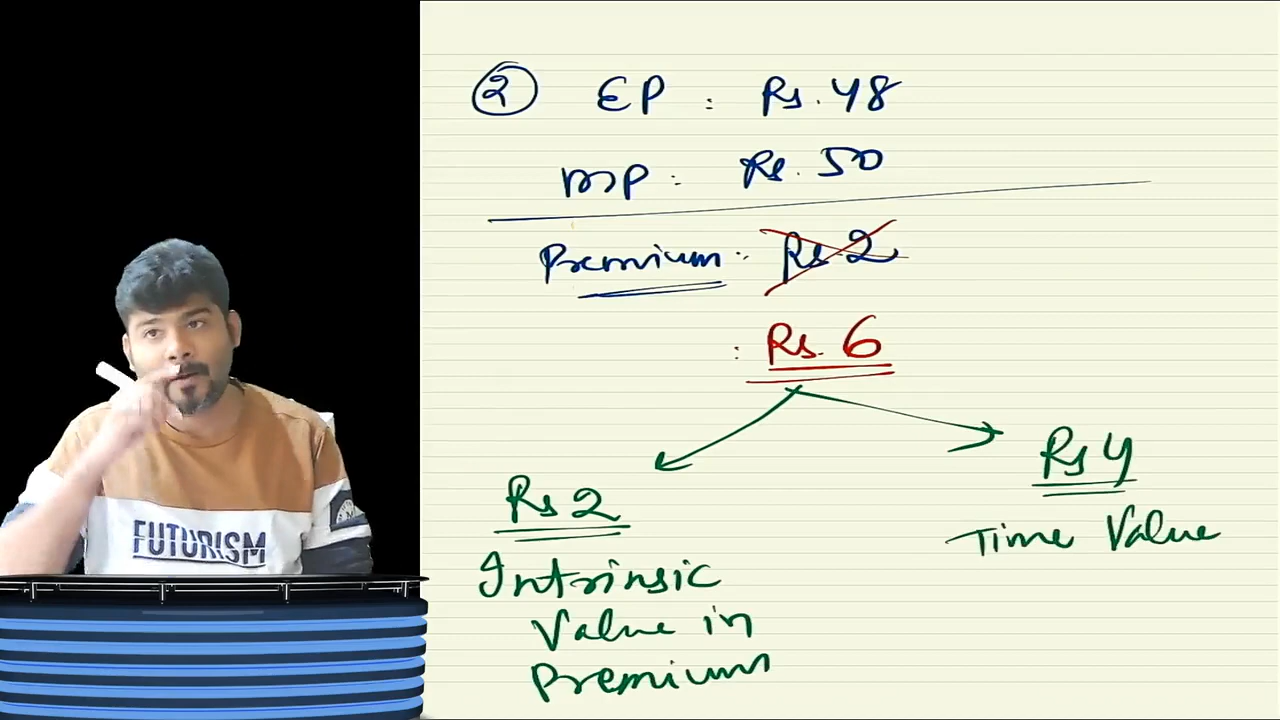 ② EP : Rs. 48
MP : Rs. 50
Premium : Rs 2
: Rs. 6
Rs 2
Intrinsic
Value in
Premium
Rs 4
Time Value
FUTURISM